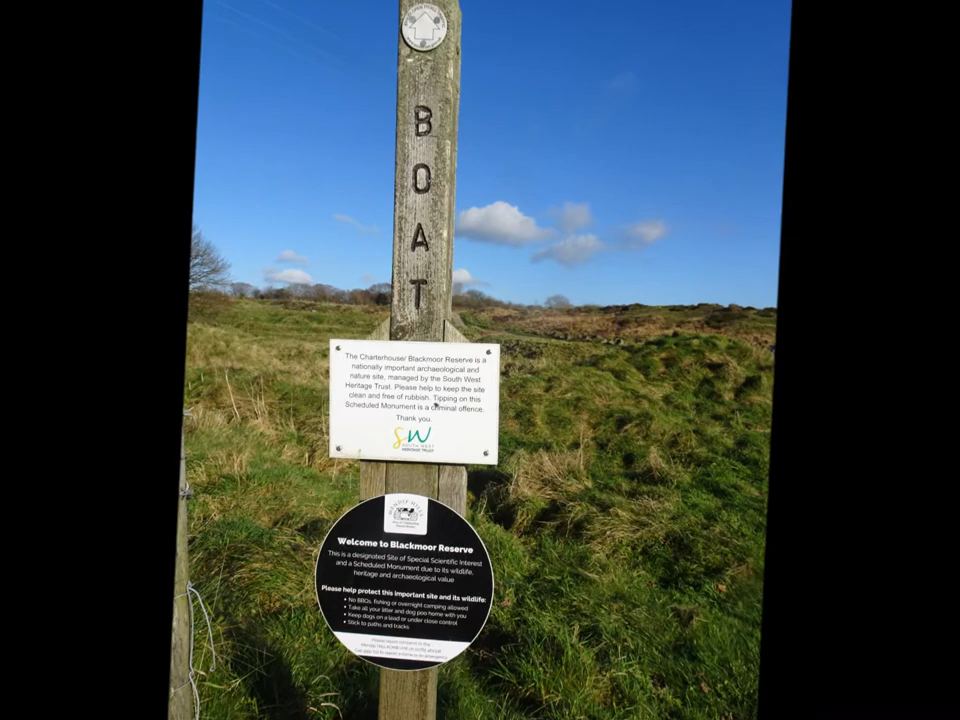 B
O
A
T
The Charterhouse/ Blackmoor Reserve is a
nationally important archaeological and
nature site, managed by the South West
Heritage Trust. Please help to keep the site
clean and free of rubbish. Tipping on this
Scheduled Monument is a criminal offence.
Thank you.
SW
SOUTH WEST
HERITAGE TRUST
MENDIP HILLS
Welcome to Blackmoor Reserve
This is a designated Site of Special Scientific Interest
and a Scheduled Monument due to its wildlife,
heritage and archaeological value
Please help protect this important site and its wildlife:
• No BBQs, fishing or overnight camping allowed
• Take all your litter and dog poo home with you
• Keep dogs on a lead or under close control
• Stick to paths and tracks